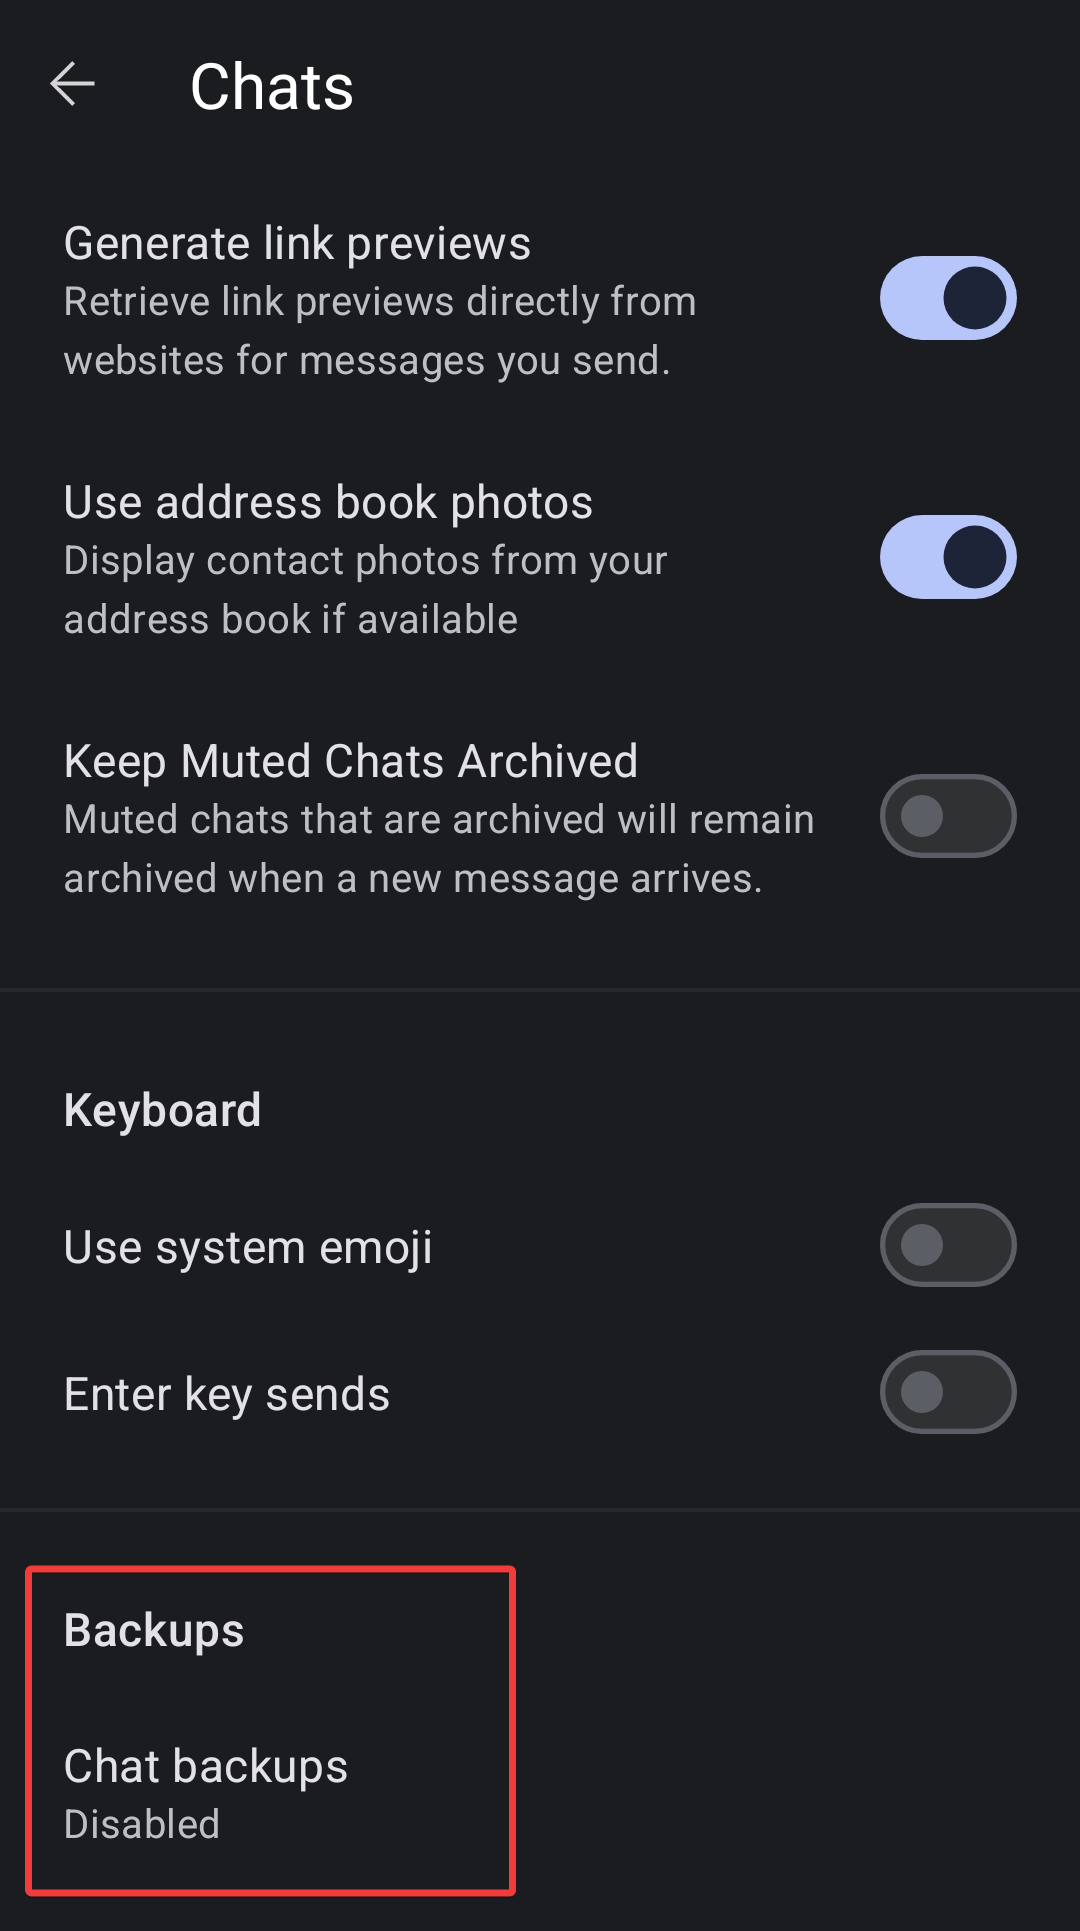 Chats
Generate link previews
Retrieve link previews directly from
websites for messages you send.
Use address book photos
Display contact photos from your
address book if available
Keep Muted Chats Archived
Muted chats that are archived will remain
archived when a new message arrives.
Keyboard
Use system emoji
Enter key sends
Backups
Chat backups
Disabled